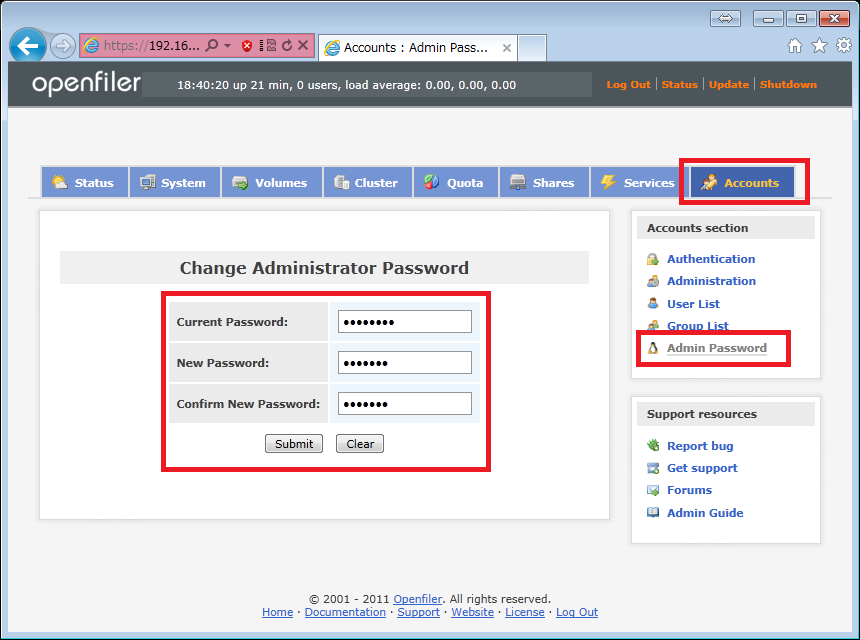 https://192.16...
Accounts : Admin Pass...
openfiler
18:40:20 up 21 min, 0 users, load average: 0.00, 0.00, 0.00
Log Out | Status | Update | Shutdown
Status System Volumes Cluster Quota Shares Services Accounts
Change Administrator Password
Current Password: ••••••••
New Password: •••••••
Confirm New Password: •••••••
Submit Clear
Accounts section
Authentication
Administration
User List
Group List
Admin Password
Support resources
Report bug
Get support
Forums
Admin Guide
© 2001 - 2011 Openfiler. All rights reserved.
Home · Documentation · Support · Website · License · Log Out